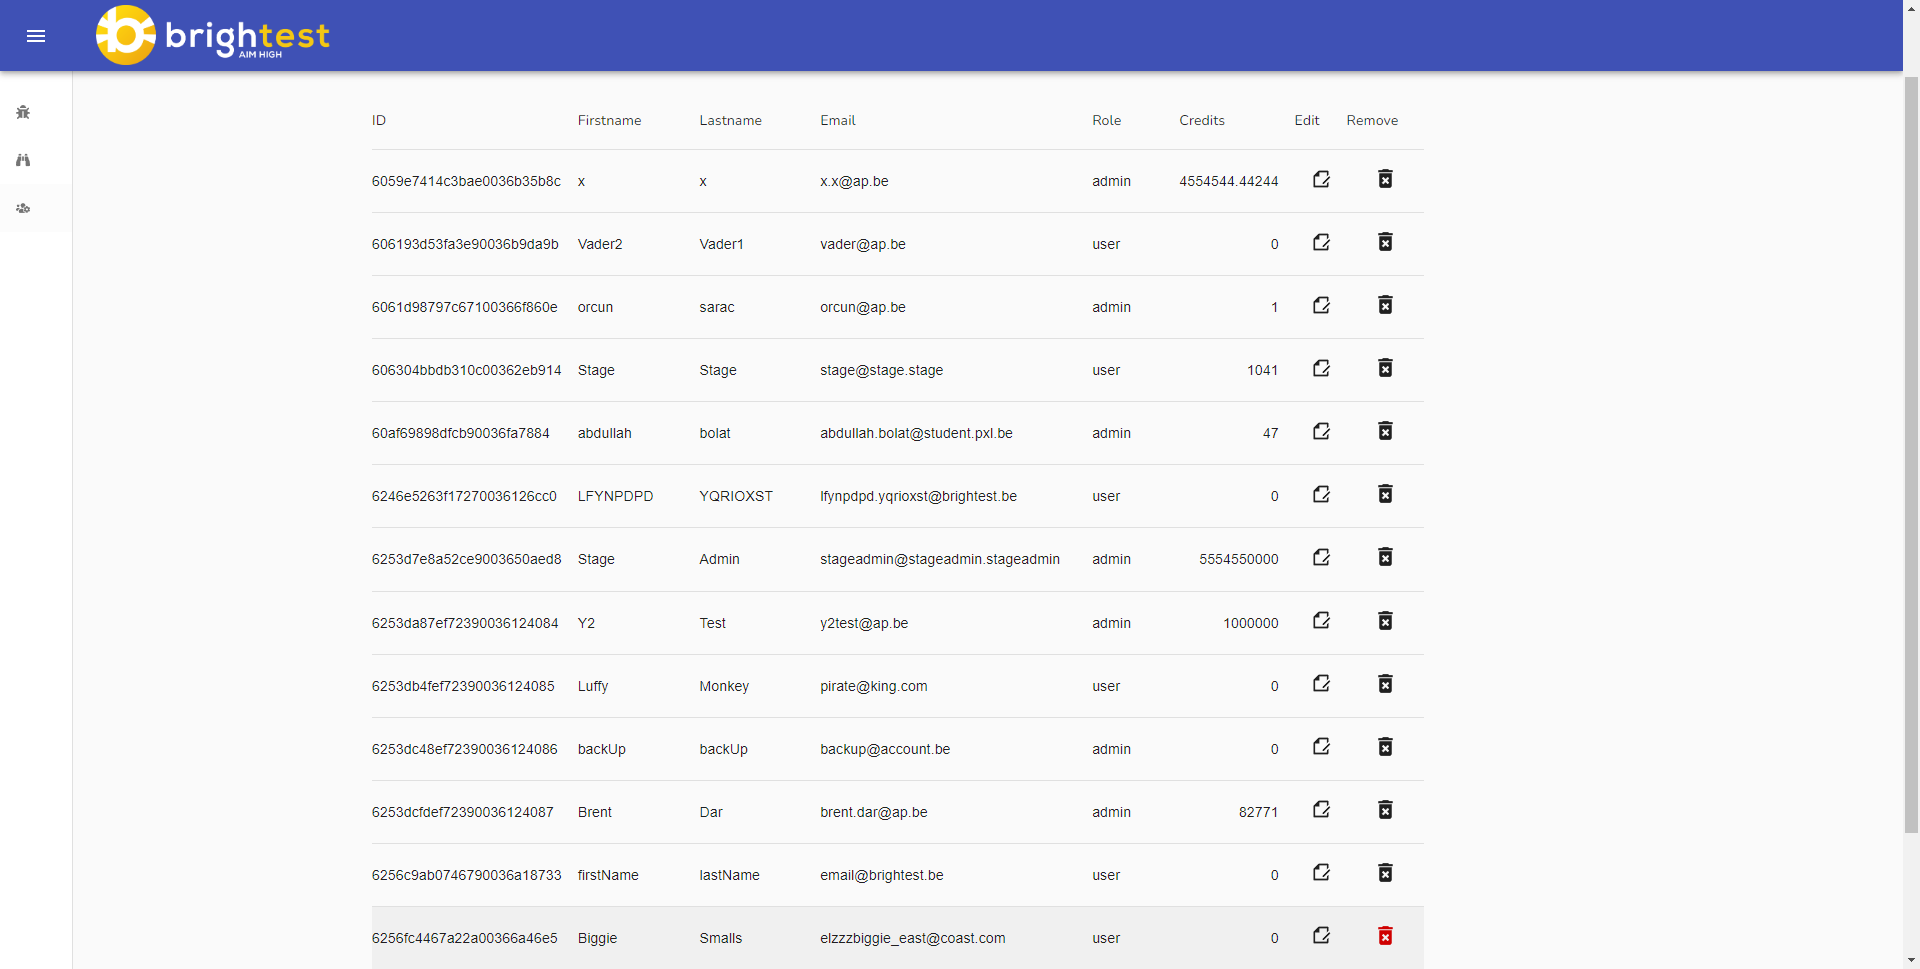 brightest
AIM HIGH
ID Firstname Lastname Email Role Credits Edit Remove
6059e7414c3bae0036b35b8c x x x.x@ap.be admin 4554544.44244
606193d53fa3e90036b9da9b Vader2 Vader1 vader@ap.be user 0
6061d98797c67100366f860e orcun sarac orcun@ap.be admin 1
606304bbdb310c00362eb914 Stage Stage stage@stage.stage user 1041
60af69898dfcb90036fa7884 abdullah bolat abdullah.bolat@student.pxl.be admin 47
6246e5263f17270036126cc0 LFYNPDPD YQRIOXST lfynpdpd.yqrioxst@brightest.be user 0
6253d7e8a52ce9003650aed8 Stage Admin stageadmin@stageadmin.stageadmin admin 5554550000
6253da87ef72390036124084 Y2 Test y2test@ap.be admin 1000000
6253db4fef72390036124085 Luffy Monkey pirate@king.com user 0
6253dc48ef72390036124086 backUp backUp backup@account.be admin 0
6253dcfdef72390036124087 Brent Dar brent.dar@ap.be admin 82771
6256c9ab0746790036a18733 firstName lastName email@brightest.be user 0
6256fc4467a22a00366a46e5 Biggie Smalls elzzzbiggie_east@coast.com user 0